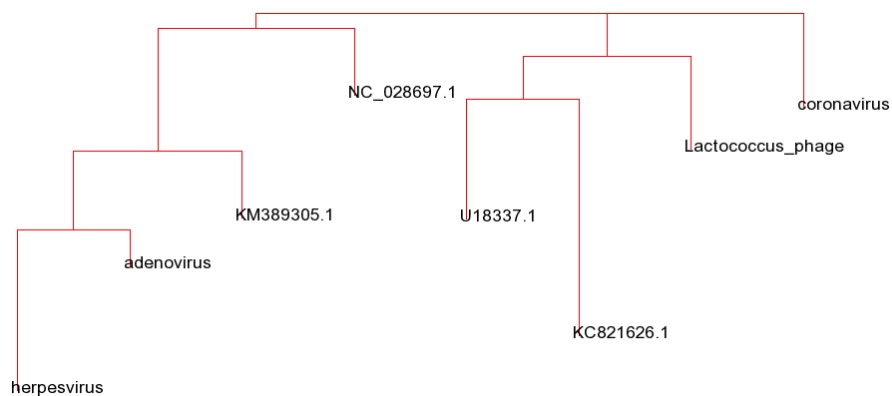 NC_028697.1
coronavirus
Lactococcus_phage
KM389305.1
U18337.1
adenovirus
KC821626.1
herpesvirus